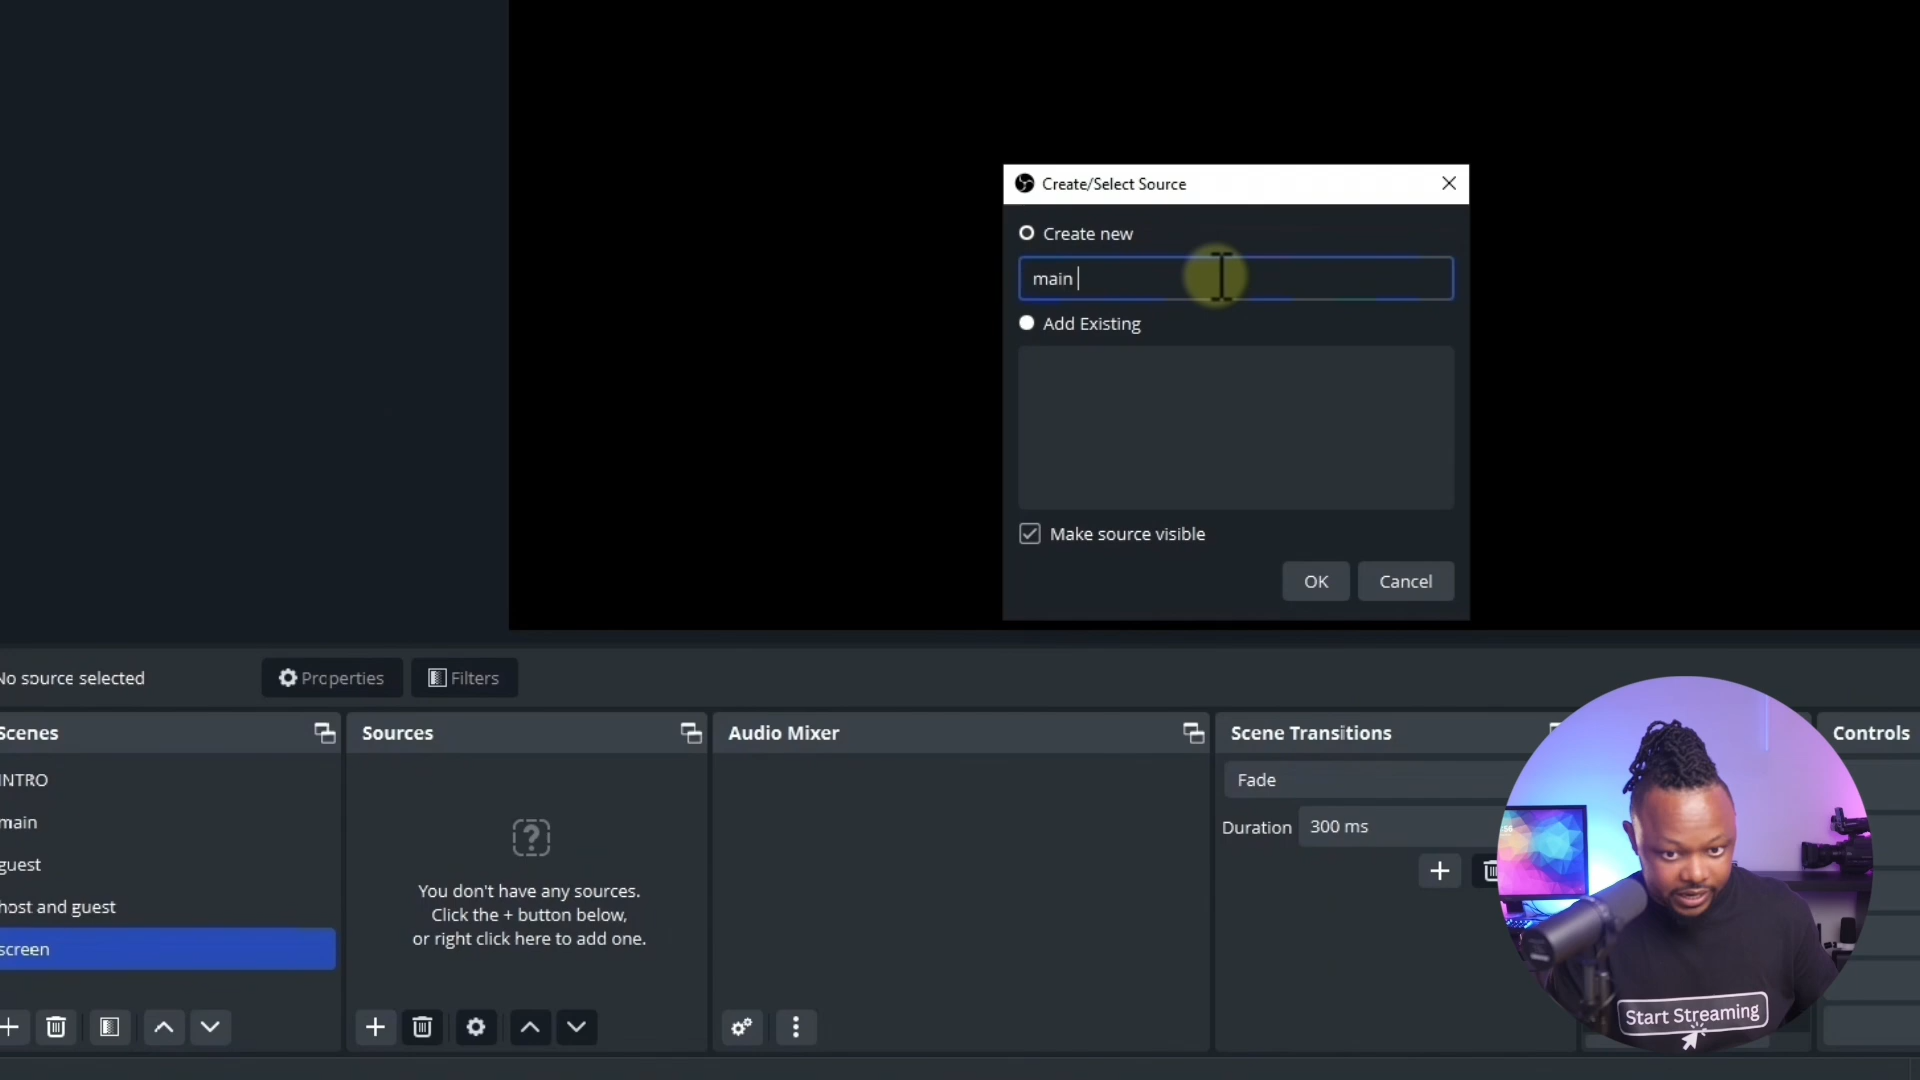 Create/Select Source
Create new
main
Add Existing
Make source visible
OK
Cancel
No source selected
Properties
Filters
Scenes
Sources
Audio Mixer
Scene Transitions
Controls
INTRO
main
guest
host and guest
screen
You don't have any sources.
Click the + button below,
or right click here to add one.
Fade
Duration
300 ms
Start Streaming